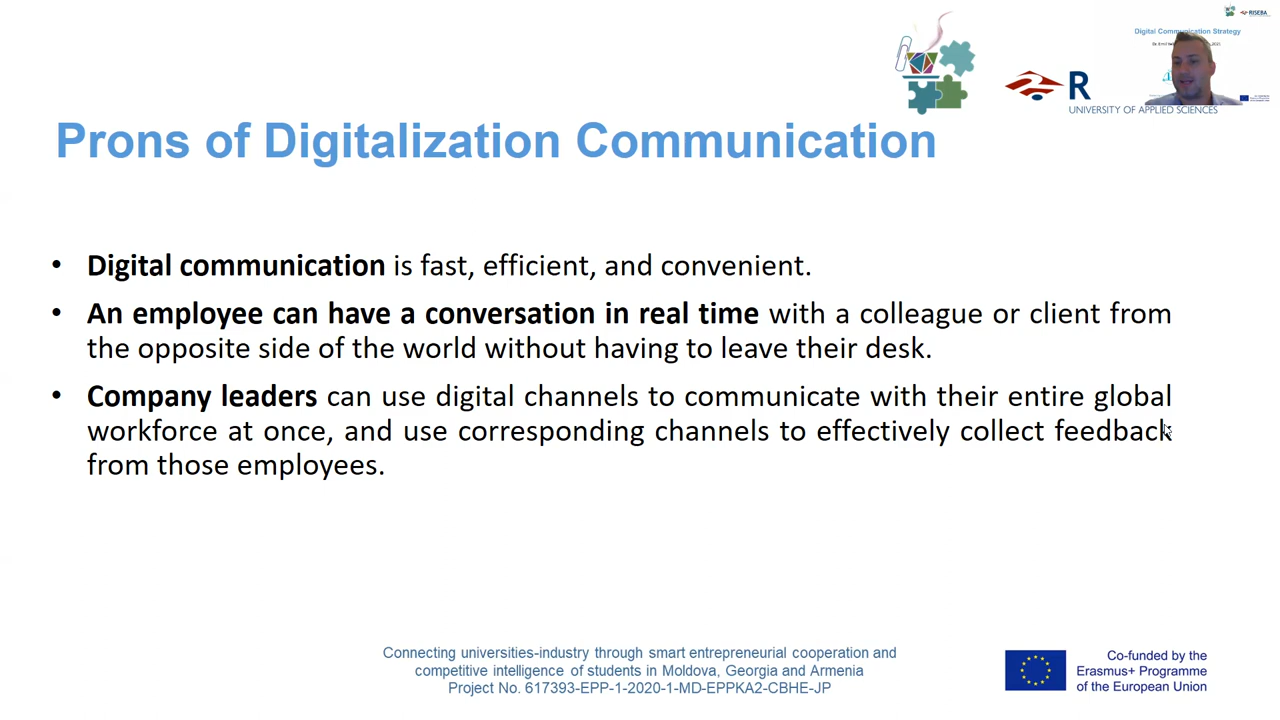 RISEBA
Digital Communication Strategy
R
UNIVERSITY OF APPLIED SCIENCES
Prons of Digitalization Communication
• Digital communication is fast, efficient, and convenient.
• An employee can have a conversation in real time with a colleague or client from
the opposite side of the world without having to leave their desk.
• Company leaders can use digital channels to communicate with their entire global
workforce at once, and use corresponding channels to effectively collect feedback
from those employees.
Connecting universities-industry through smart entrepreneurial cooperation and
competitive intelligence of students in Moldova, Georgia and Armenia
Project No. 617393-EPP-1-2020-1-MD-EPPKA2-CBHE-JP
Co-funded by the
Erasmus+ Programme
of the European Union